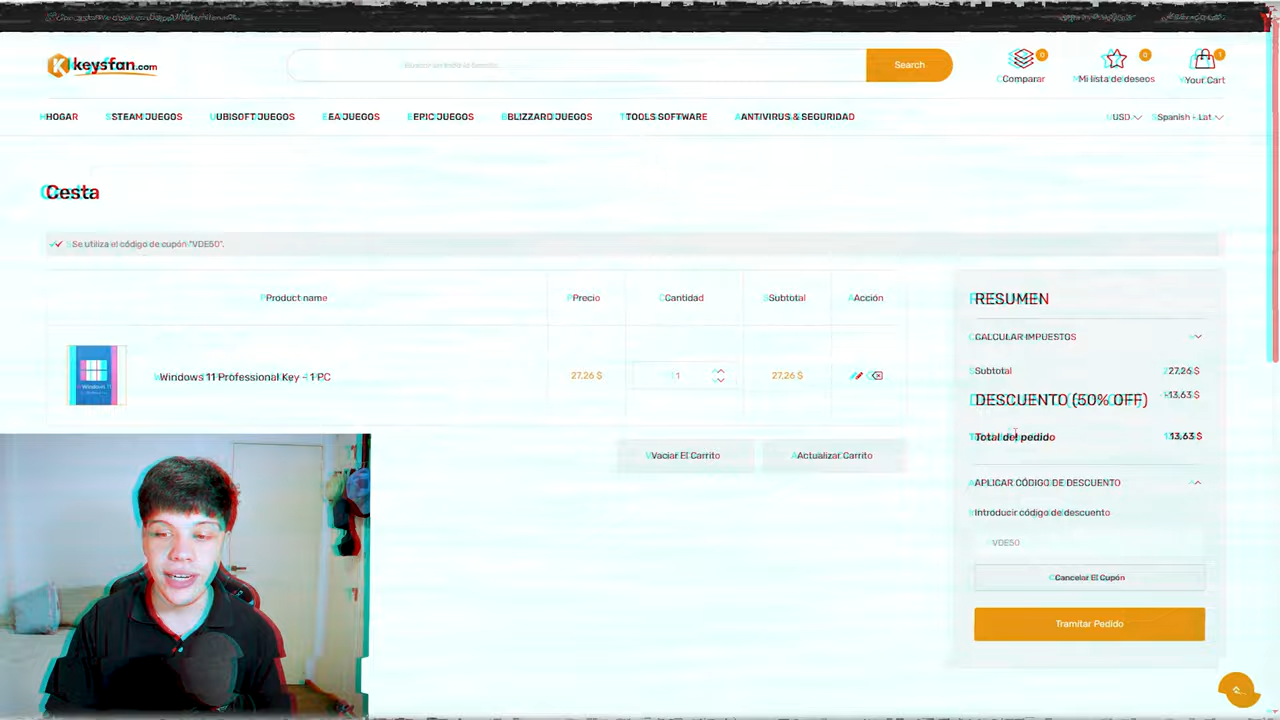 keysfan.com
Search
0
0
1
Comparar
Mi lista de deseos
Your Cart
HOGAR
STEAM JUEGOS
UBISOFT JUEGOS
EA JUEGOS
EPIC JUEGOS
BLIZZARD JUEGOS
TOOLS SOFTWARE
ANTIVIRUS & SEGURIDAD
USD
Spanish - Lat
Cesta
Se utiliza el código de cupón "VDE50".
Product name
Precio
Cantidad
Subtotal
Acción
Windows 11 Professional Key - 1 PC
27,26 $
1
27,26 $
Vaciar El Carrito
Actualizar Carrito
RESUMEN
CALCULAR IMPUESTOS
Subtotal
27,26 $
DESCUENTO (50% OFF)
-13,63 $
Total del pedido
13,63 $
APLICAR CÓDIGO DE DESCUENTO
Introducir código de descuento
VDE50
Cancelar El Cupón
Tramitar Pedido